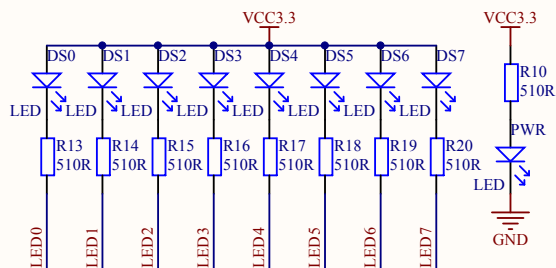 VCC3.3
VCC3.3
DS0 DS1 DS2 DS3 DS4 DS5 DS6 DS7
LED LED LED LED LED LED LED LED
R13 R14 R15 R16 R17 R18 R19 R20
510R 510R 510R 510R 510R 510R 510R 510R
LED0 LED1 LED2 LED3 LED4 LED5 LED6 LED7
R10
510R
PWR
LED
GND